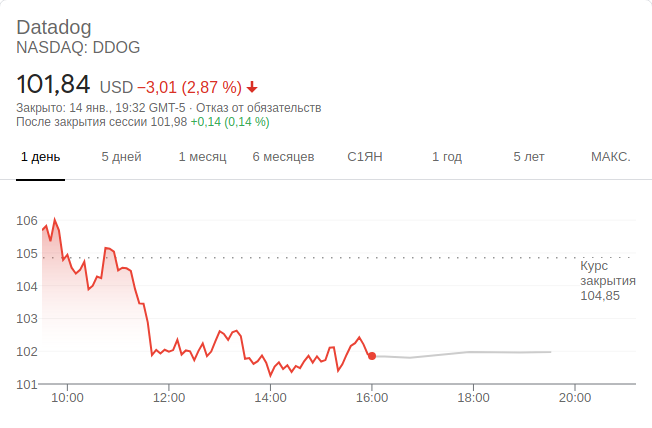 Datadog
NASDAQ: DDOG
101,84 USD −3,01 (2,87 %)
Закрыто: 14 янв., 19:32 GMT-5 · Отказ от обязательств
После закрытия сессии 101,98 +0,14 (0,14 %)
1 день 5 дней 1 месяц 6 месяцев С1ЯН 1 год 5 лет МАКС.
106
105
104
103
102
101
Курс
закрытия
104,85
10:00 12:00 14:00 16:00 18:00 20:00